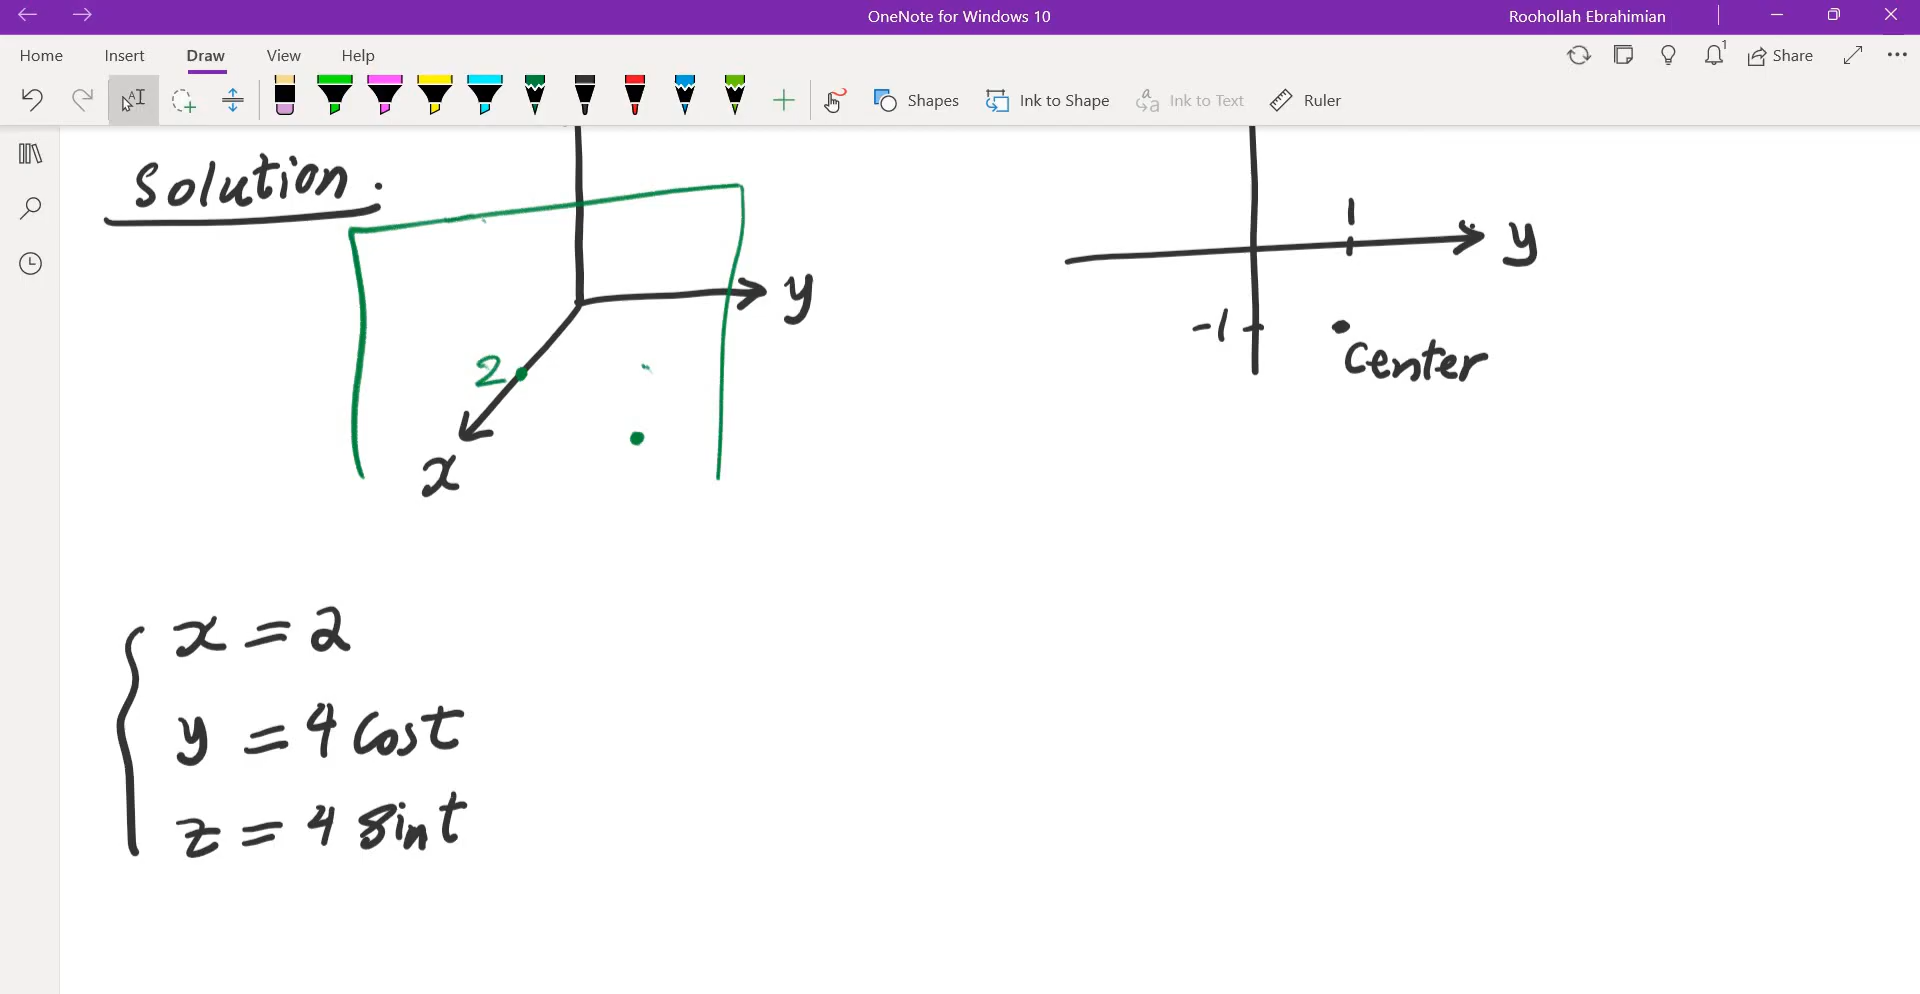 OneNote for Windows 10
Roohollah Ebrahimian
Home Insert Draw View Help
1
Share
Shapes
Ink to Shape
Ink to Text
Ruler
Solution.
y
2
x
1
y
-1
Center
x = 2
y = 4 cost
z = 4 sint